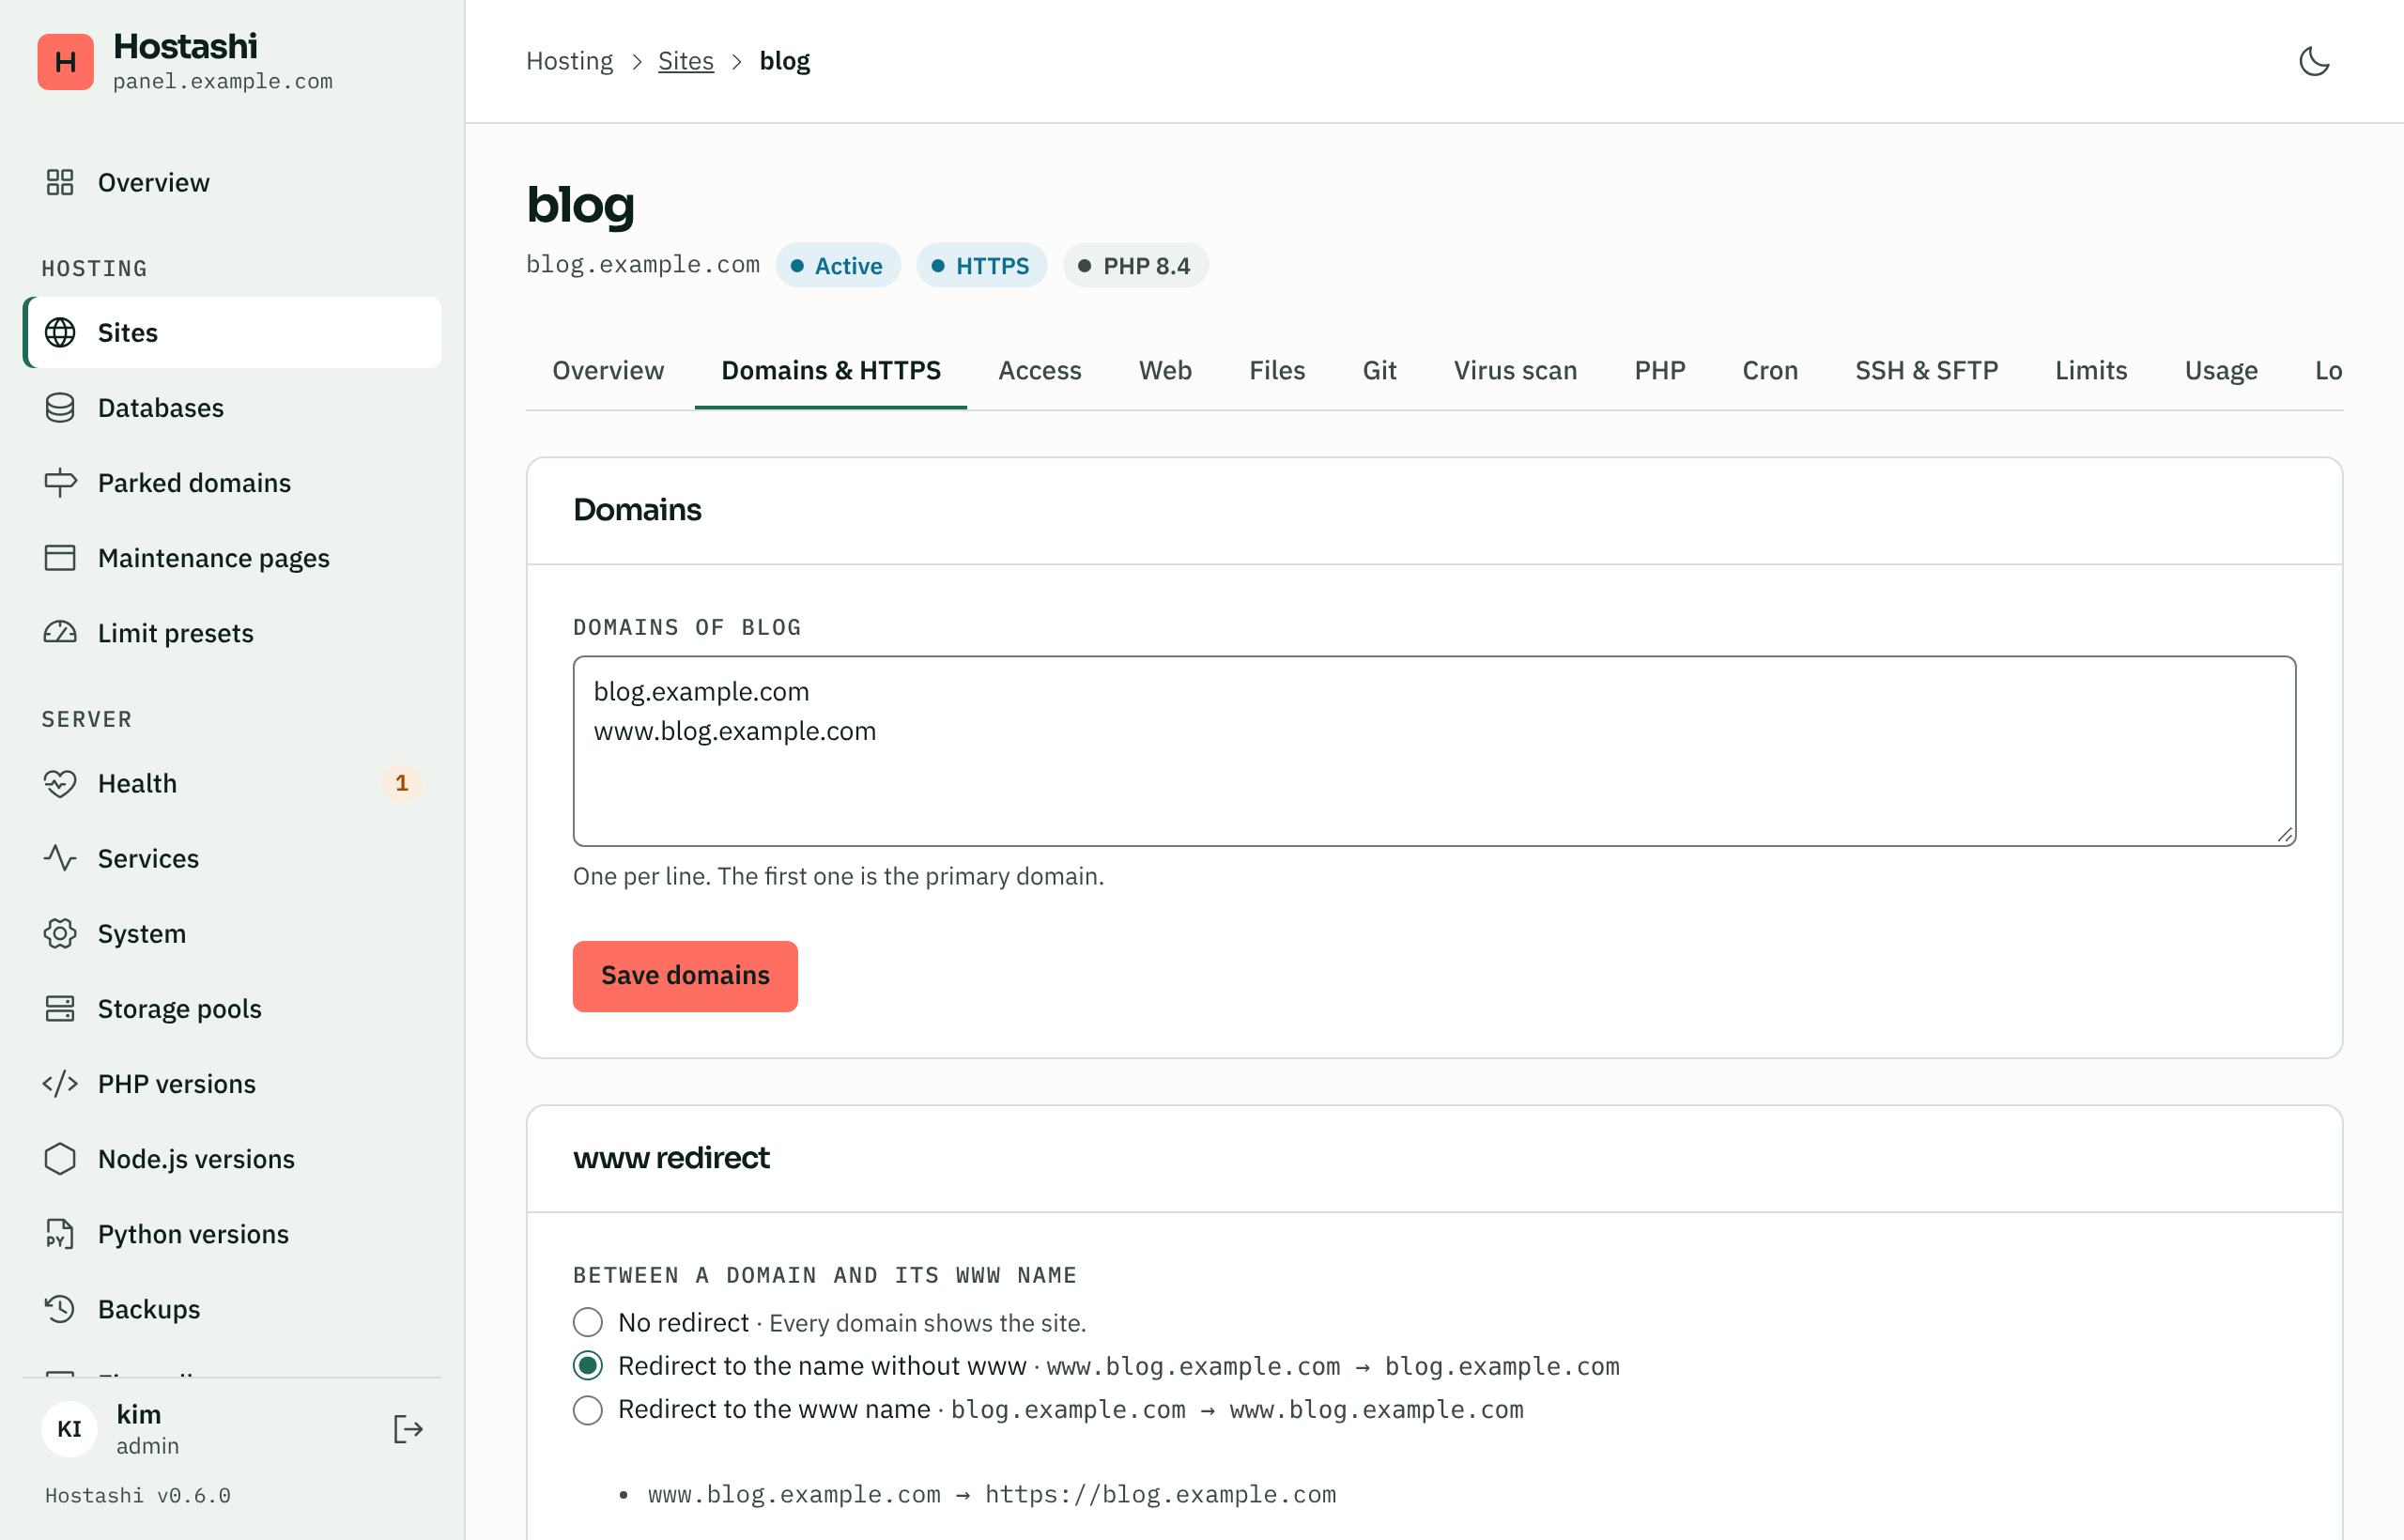 H
Hostashi
panel.example.com
Overview
HOSTING
Sites
Databases
Parked domains
Maintenance pages
Limit presets
SERVER
Health 1
Services
System
Storage pools
PHP versions
Node.js versions
Python versions
Backups
KI
kim
admin
Hostashi v0.6.0
Hosting > Sites > blog
blog
blog.example.com Active HTTPS PHP 8.4
Overview Domains & HTTPS Access Web Files Git Virus scan PHP Cron SSH & SFTP Limits Usage Lo
Domains
DOMAINS OF BLOG
blog.example.com
www.blog.example.com
One per line. The first one is the primary domain.
Save domains
www redirect
BETWEEN A DOMAIN AND ITS WWW NAME
No redirect · Every domain shows the site.
Redirect to the name without www · www.blog.example.com → blog.example.com
Redirect to the www name · blog.example.com → www.blog.example.com
• www.blog.example.com → https://blog.example.com